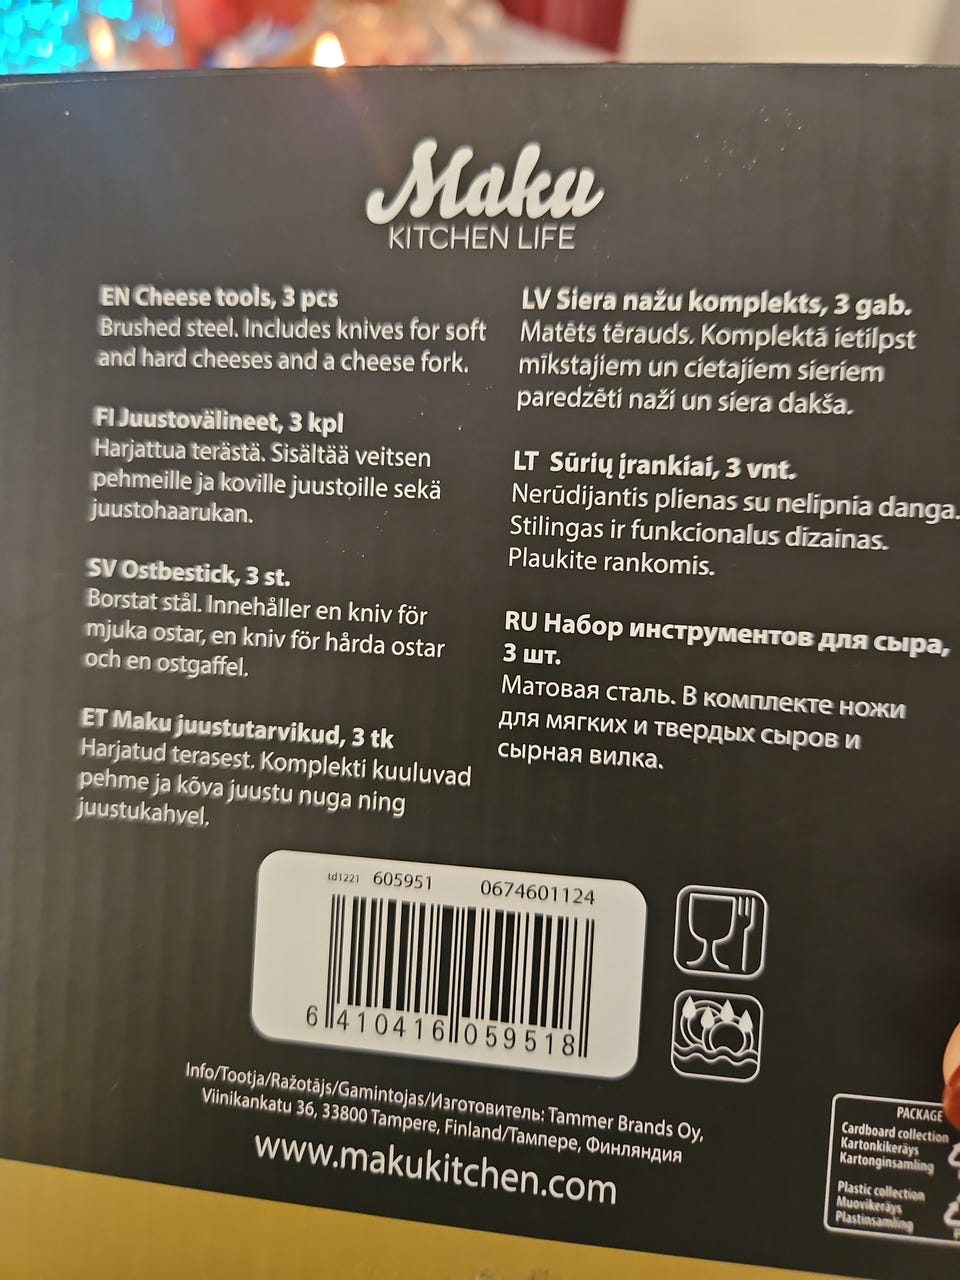 Maku
KITCHEN LIFE
EN Cheese tools, 3 pcs
Brushed steel. Includes knives for soft
and hard cheeses and a cheese fork.
FI Juustovälineet, 3 kpl
Harjattua terästä. Sisältää veitsen
pehmeille ja koville juustoille sekä
juustohaarukan.
SV Ostbestick, 3 st.
Borstat stål. Innehåller en kniv för
mjuka ostar, en kniv för hårda ostar
och en ostgaffel.
ET Maku juustutarvikud, 3 tk
Harjatud terasest. Komplekti kuuluvad
pehme ja kõva juustu nuga ning
juustukahvel.
LV Siera nažu komplekts, 3 gab.
Matēts tērauds. Komplektā ietilpst
mīkstajiem un cietajiem sieriem
paredzēti naži un siera dakša.
LT Sūrių įrankiai, 3 vnt.
Nerūdijantis plienas su nelipnia danga.
Stilingas ir funkcionalus dizainas.
Plaukite rankomis.
RU Набор инструментов для сыра,
3 шт.
Матовая сталь. В комплекте ножи
для мягких и твердых сыров и
сырная вилка.
td1221 605951 0674601124
6 410416 059518
Info/Tootja/Ražotājs/Gamintojas/Изготовитель: Tammer Brands Oy,
Viinikankatu 36, 33800 Tampere, Finland/Тампере, Финляндия
www.makukitchen.com
PACKAGE
Cardboard collection
Kartonkikeräys
Kartonginsamling
Plastic collection
Muovikeräys
Plastinsamling